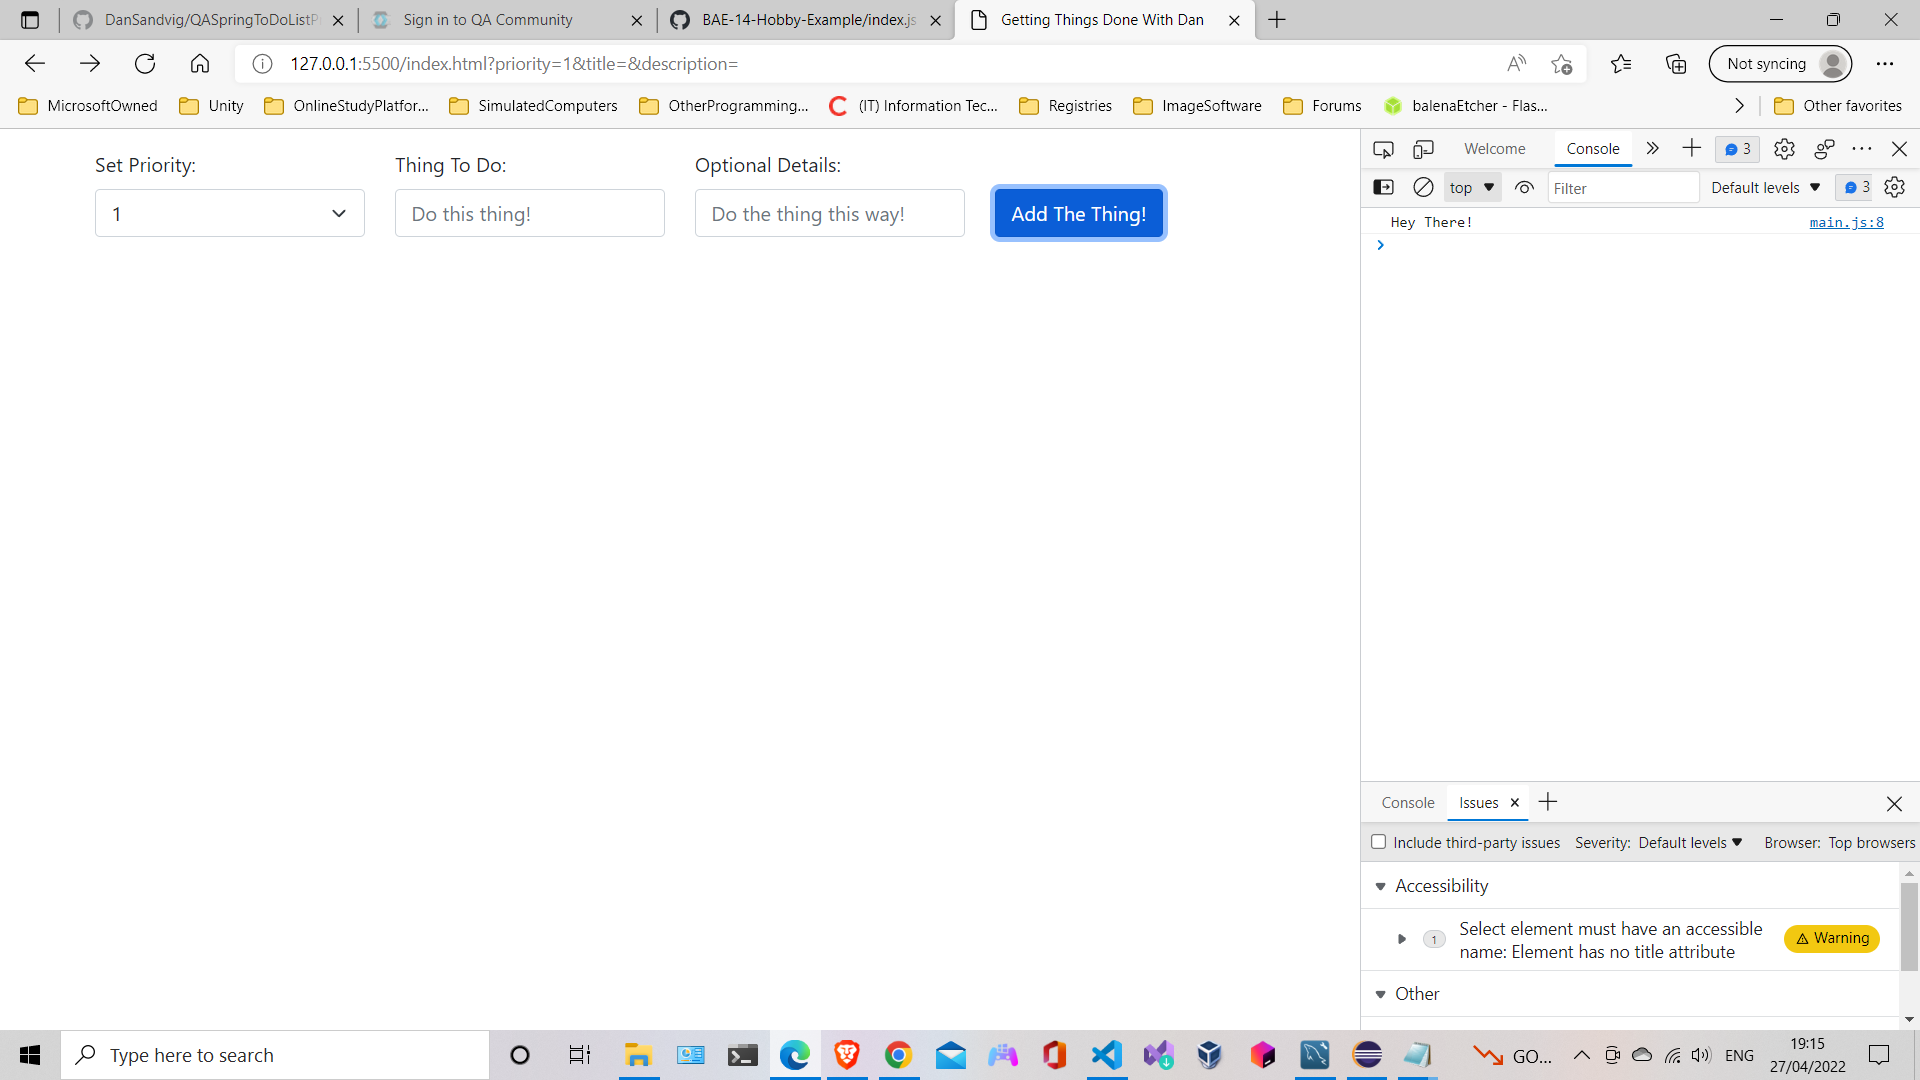 DanSandvig/QASpringToDoListPr
Sign in to QA Community
BAE-14-Hobby-Example/index.js
Getting Things Done With Dan
127.0.0.1:5500/index.html?priority=1&title=&description=
Not syncing
MicrosoftOwned
Unity
OnlineStudyPlatfor...
SimulatedComputers
OtherProgramming...
(IT) Information Tec...
Registries
ImageSoftware
Forums
balenaEtcher - Flas...
Other favorites
Set Priority:
Thing To Do:
Optional Details:
1
Do this thing!
Do the thing this way!
Add The Thing!
Welcome
Console
3
top
Filter
Default levels
3
Hey There!
main.js:8
Console
Issues
Include third-party issues
Severity: Default levels
Browser: Top browsers
Accessibility
1
Select element must have an accessible
name: Element has no title attribute
Warning
Other
Type here to search
GO...
ENG
19:15
27/04/2022